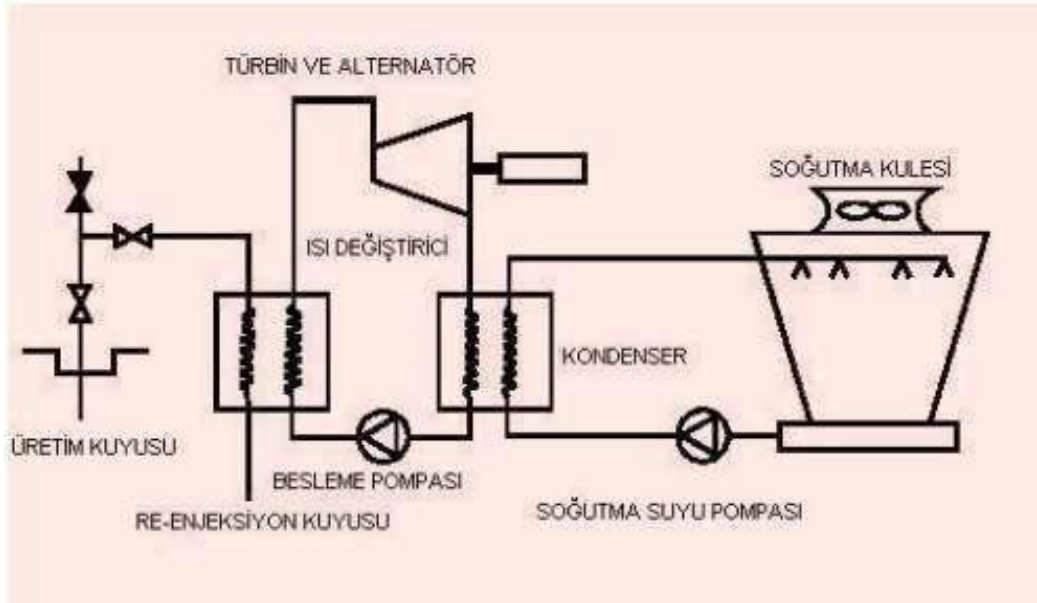 TÜRBİN VE ALTERNATÖR
SOĞUTMA KULESİ
ISI DEĞİŞTİRİCİ
KONDENSER
ÜRETİM KUYUSU
BESLEME POMPASI
SOĞUTMA SUYU POMPASI
RE-ENJEKSİYON KUYUSU